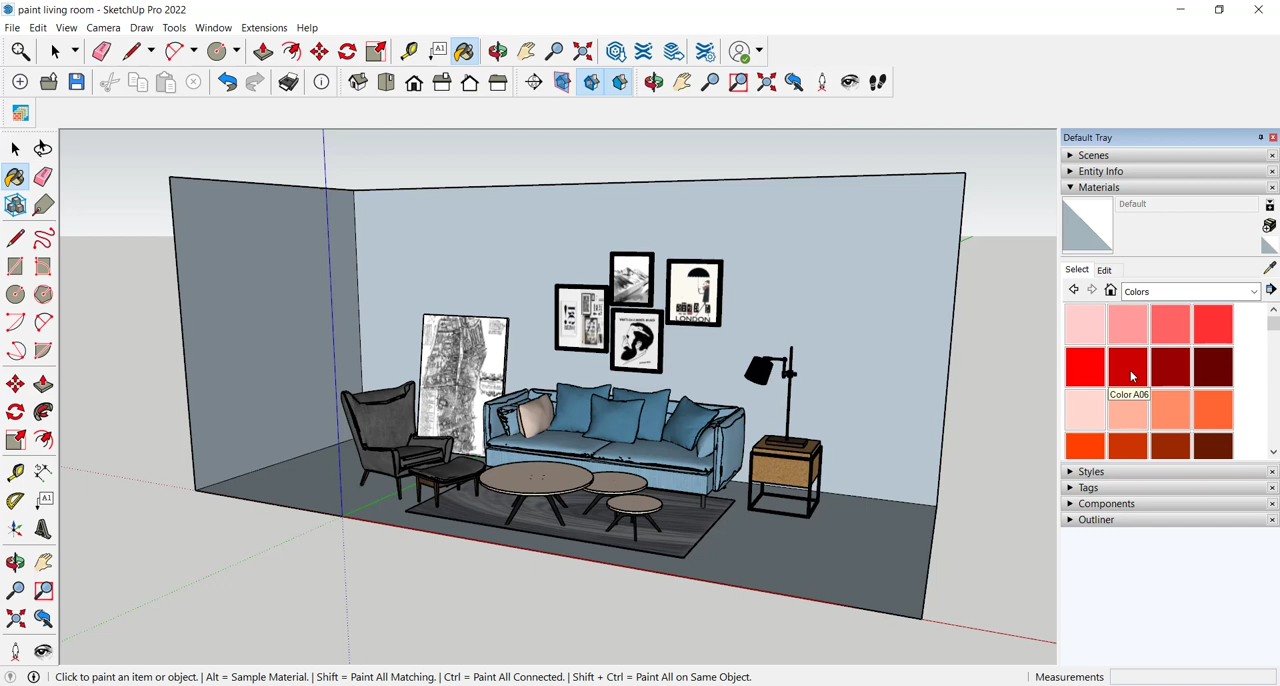 paint living room - SketchUp Pro 2022
File Edit View Camera Draw Tools Window Extensions Help
Default Tray
Scenes
Entity Info
Materials
Default
Select Edit
Colors
Color A06
LONDON
Styles
Tags
Components
Outliner
Click to paint an item or object. | Alt = Sample Material. | Shift = Paint All Matching. | Ctrl = Paint All Connected. | Shift + Ctrl = Paint All on Same Object.
Measurements